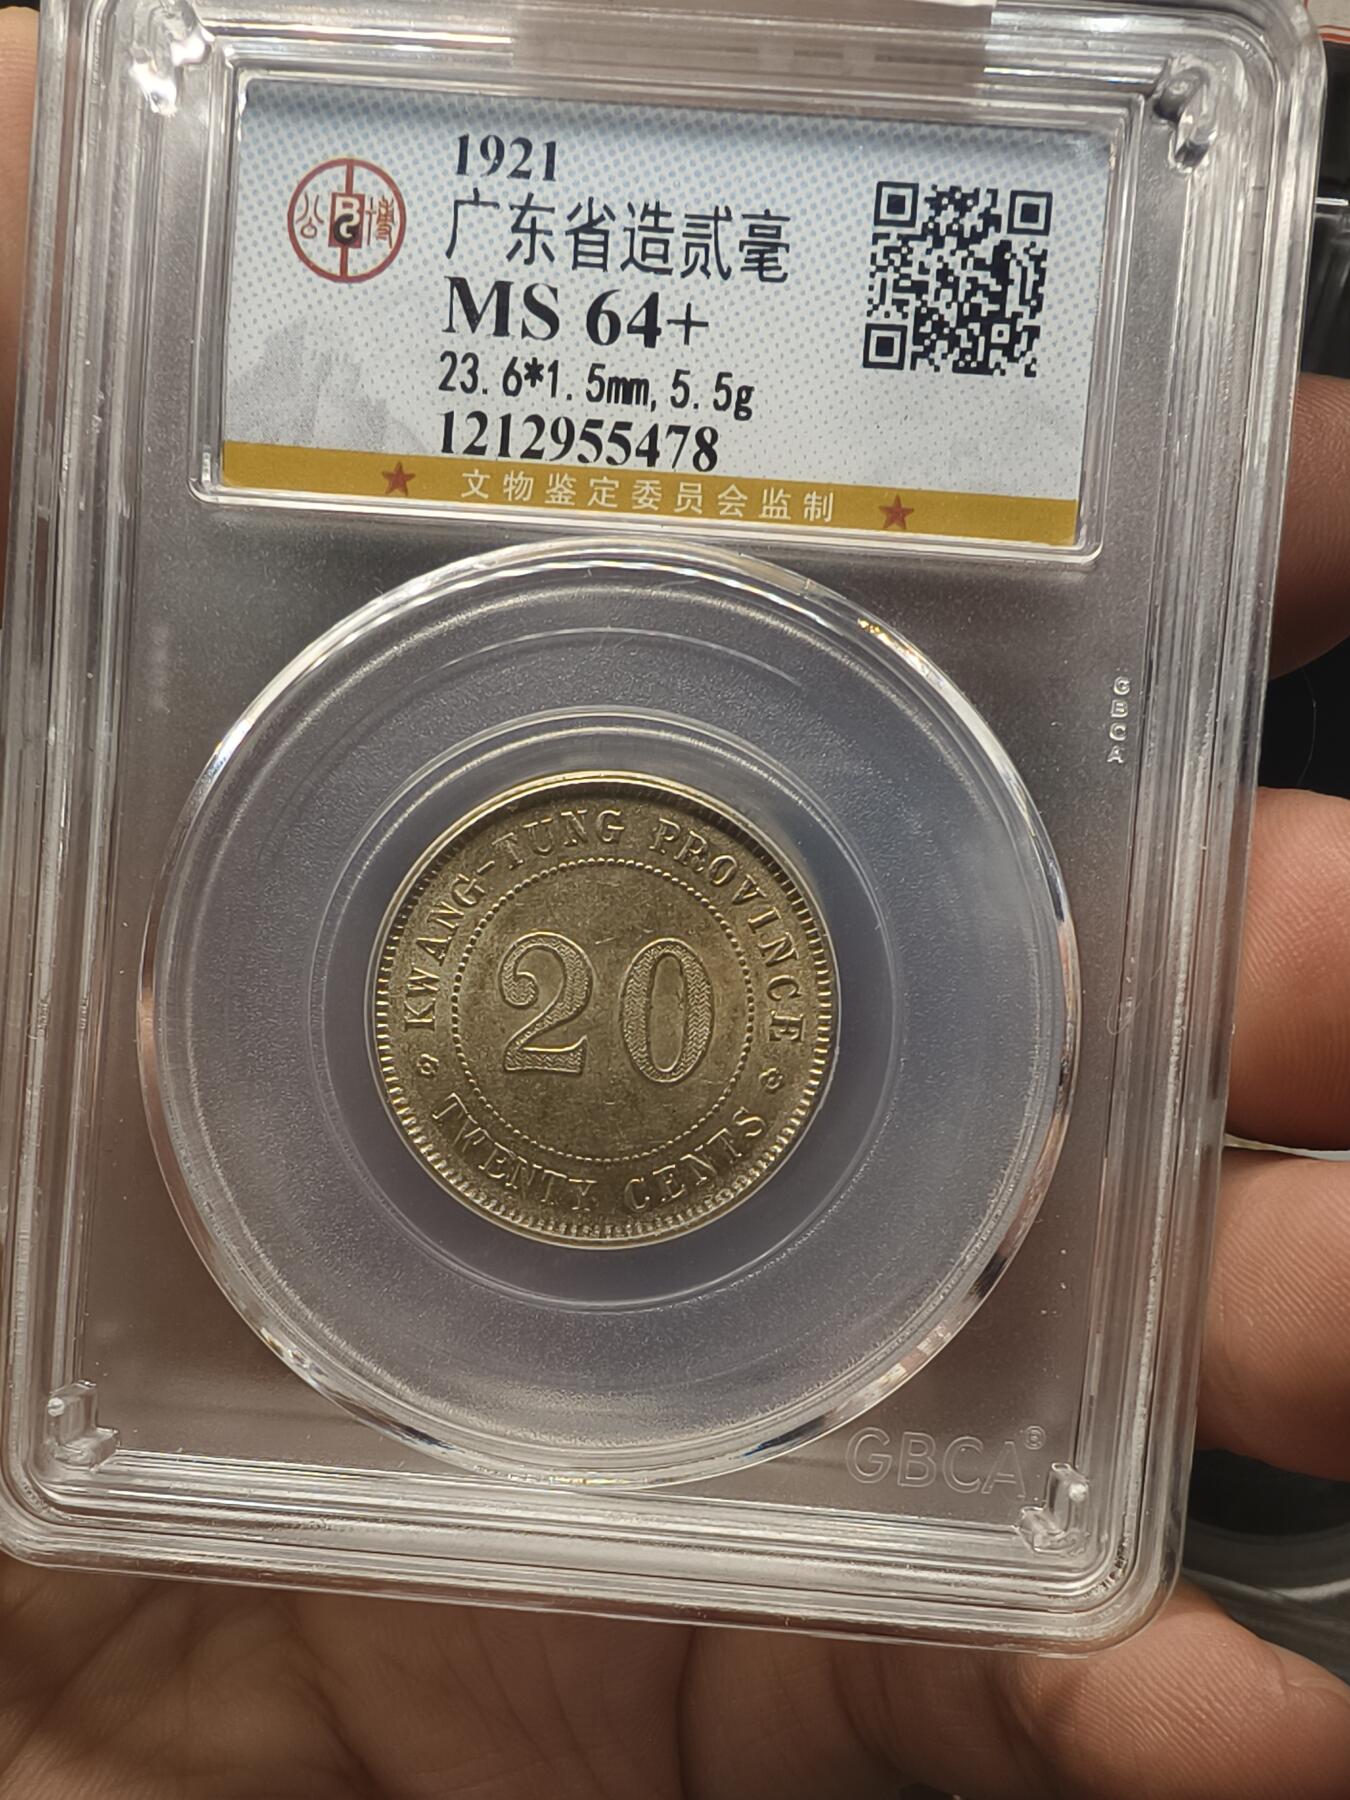 1921
公 博
BC
广东省造贰毫
MS 64+
23.6*1.5mm,5.5g
1212955478
★ 文物鉴定委员会监制 ★
GBCA
KWANG-TUNG PROVINCE
20
TWENTY CENTS
GBCA®